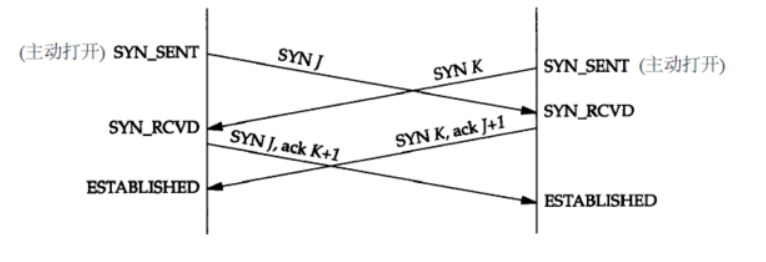 (主动打开) SYN_SENT
SYN J
SYN K
SYN_SENT (主动打开)
SYN_RCVD
SYN_RCVD
SYN J, ack K+1
SYN K, ack J+1
ESTABLISHED
ESTABLISHED